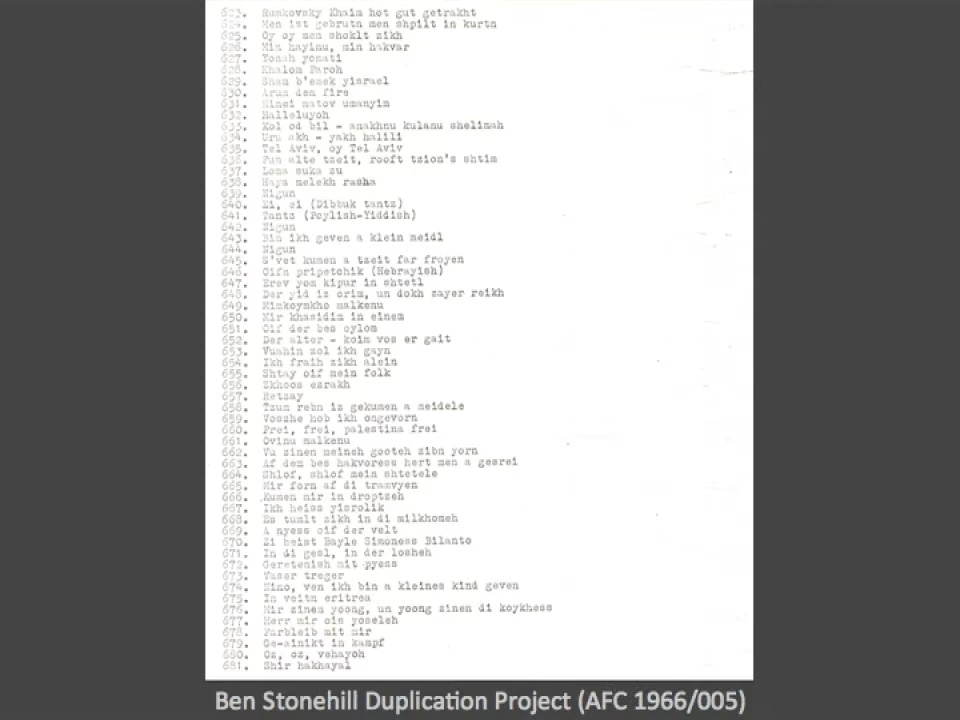 623. Rumkovsky Khaim hot gut getrakht
624. Men ist gebrutn men shpilt in kurtn
625. Oy oy men shoklt zikh
626. Min hayinu, min hakvar
627. Yonah yonati
628. Khalom Paroh
629. Sham b'emek yisrael
630. Arum dem fire
631. Hinei matov umanyim
632. Halleluyoh
633. Kol od bil - anakhnu kulanu shelimah
634. Uru akh - yakh halili
635. Tel Aviv, oy Tel Aviv
636. Fun alte tzeit, rooft tzion's shtim
637. Loma suka zu
638. Haya melekh rasha
639. Nigun
640. Ei, ei (Dibbuk tantz)
641. Tantz (Poylish-Yiddish)
642. Nigun
643. Bin ikh geven a klein meidl
644. Nigun
645. S'vet kumen a tzeit far froyen
646. Oifn pripetchik (Hebrayish)
647. Erev yom kipur in shtetl
648. Der yid iz orim, un dokh zayer reikh
649. Mimkoymkho malkenu
650. Mir khasidim in einem
651. Oif der bes oylom
652. Der alter - koim vos er gait
653. Vuahin zol ikh gayn
654. Ikh fraih zikh alein
655. Shtay oif mein folk
656. Zkhoos esrakh
657. Retzay
658. Tzum rebn iz gekumen a meidele
659. Voszhe hob ikh ongevorn
660. Frei, frei, palestina frei
661. Ovinu malkenu
662. Vu zinen meineh gooteh zibn yorn
663. Af dem bes hakvoress hert men a gesrei
664. Shlof, shlof mein shtetele
665. Mir forn af di tramvyen
666. Kumen mir in droptzeh
667. Ikh heiss yisrolik
668. Es tumlt zikh in di milkhomeh
669. A nyess oif der velt
670. Zi heist Bayle Simoness Bilanto
671. In di gesl, in der losheh
672. Geretenish mit pyess
673. Vaser treger
674. Nino, ven ikh bin a kleines kind geven
675. In veitn eritrea
676. Mir zinen yoong, un yoong zinen di koykhess
677. Herr mir ois yoseleh
678. Farbleib mit mir
679. Ge-ainikt in kampf
680. Oz, oz, vehayoh
681. Shir hakhayal
Ben Stonehill Duplication Project (AFC 1966/005)